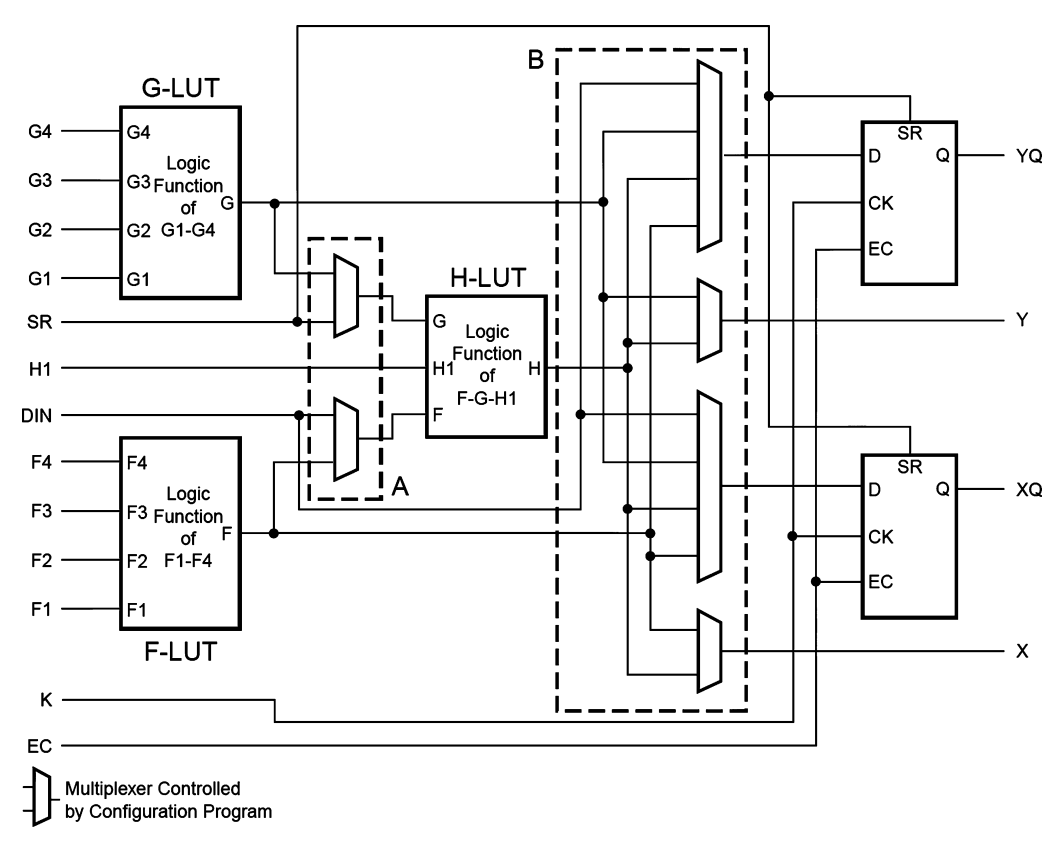 B
G-LUT
G4
G3
G2
G1
G4
G3
G2
G1
Logic
Function
of
G1-G4
G
SR
H1
DIN
H-LUT
G
H1
F
Logic
Function
of
F-G-H1
H
A
F4
F3
F2
F1
F4
F3
F2
F1
Logic
Function
of
F1-F4
F
F-LUT
K
EC
SR
D
CK
EC
Q
YQ
Y
SR
D
CK
EC
Q
XQ
X
Multiplexer Controlled
by Configuration Program